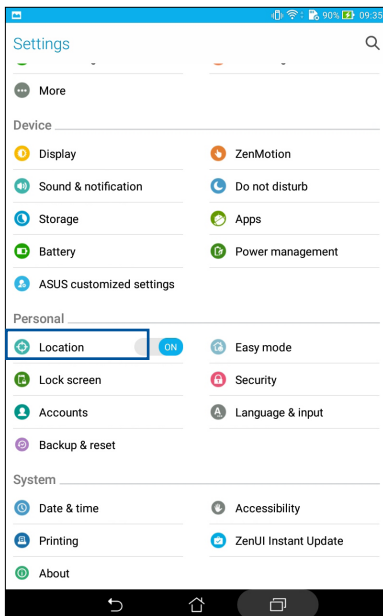 90% 09:35
Settings
More
Device
Display
ZenMotion
Sound & notification
Do not disturb
Storage
Apps
Battery
Power management
ASUS customized settings
Personal
Location ON
Easy mode
Lock screen
Security
Accounts
A Language & input
Backup & reset
System
Date & time
Accessibility
Printing
ZenUI Instant Update
About